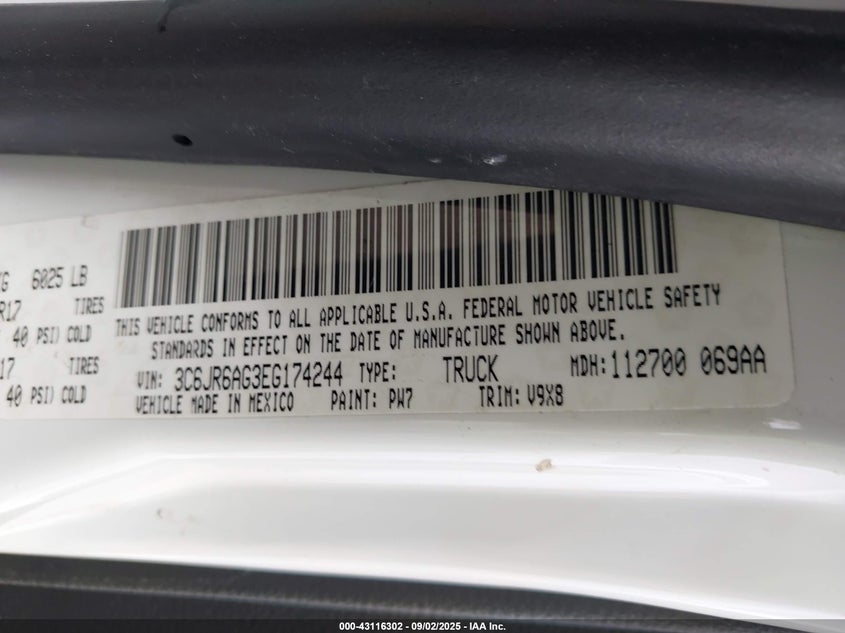 G 6025 LB
R17 TIRES
40 PSI) COLD
17 TIRES
40 PSI) COLD
THIS VEHICLE CONFORMS TO ALL APPLICABLE U.S.A. FEDERAL MOTOR VEHICLE SAFETY
STANDARDS IN EFFECT ON THE DATE OF MANUFACTURE SHOWN ABOVE.
VIN: 3C6JR6AG3EG174244 TYPE: TRUCK MDH: 112700 069AA
VEHICLE MADE IN MEXICO PAINT: PW7 TRIM: V9X8
000-43116302 - 09/02/2025 - IAA Inc.